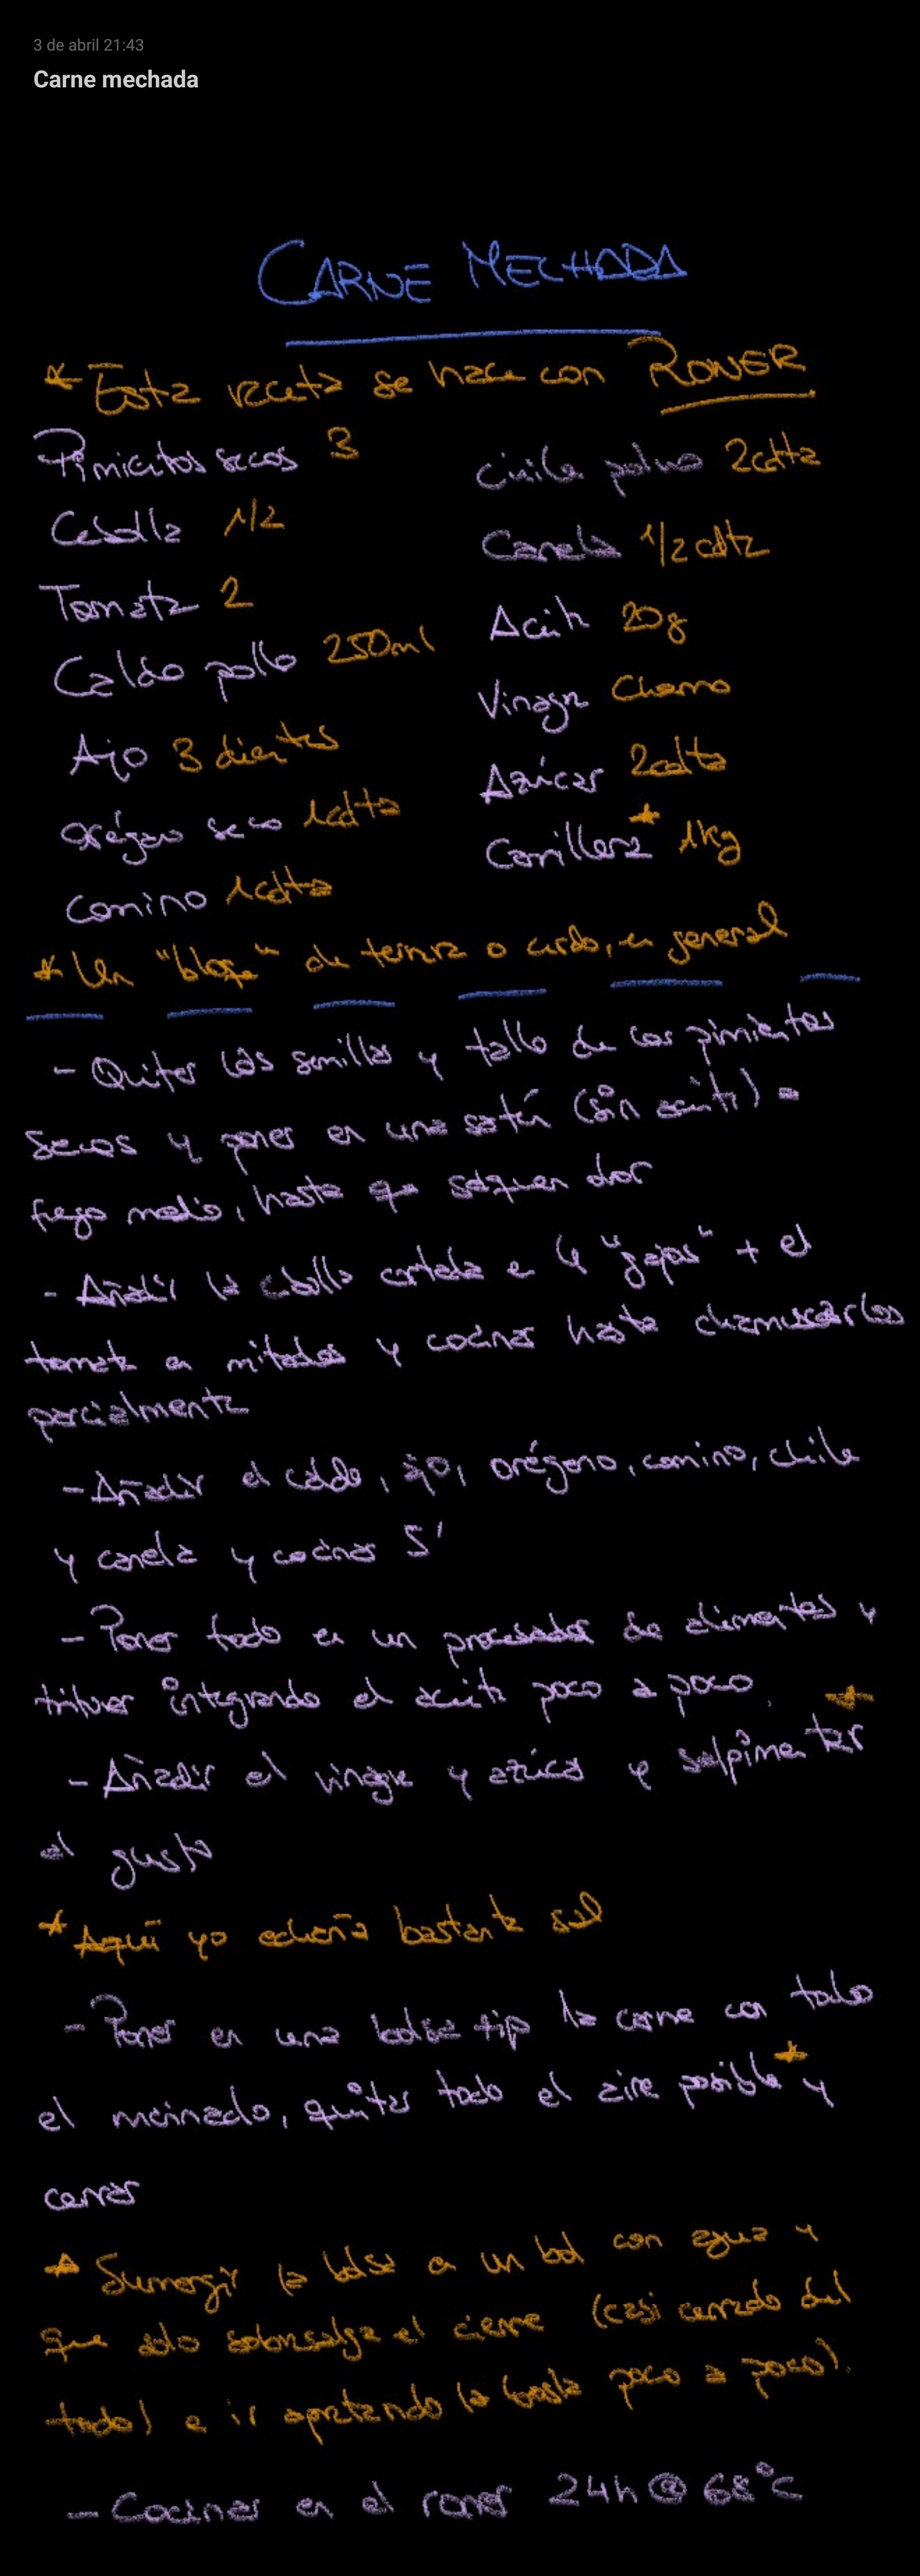 3 de abril 21:43
Carne mechada
CARNE MECHADA
* Esta receta se hace con RONER
Pimientos secos 3
Cebolla 1/2
Tomate 2
Caldo pollo 250ml
Ajo 3 dientes
Orégano seco 1cdta
Comino 1cdta
Chile polvo 2cdta
Canela 1/2 cdta
Aceite 20g
Vinagre Chorro
Azúcar 2cdta
Carrillera* 1kg
* Un "bloque" de ternera o cerdo, en general
- Quitar las semillas y tallo de los pimientos
secos y poner en una sartén (sin aceite) a
fuego medio, hasta que saquen olor
- Añadir la cebolla cortada en 4 "gajos" + el
tomate en mitades y cocinar hasta chamuscarlos
parcialmente
- Añadir el caldo, ajo, orégano, comino, chile
y canela y cocinar 5'
- Poner todo en un procesador de alimentos y
triturar integrando el aceite poco a poco.
- Añadir el vinagre y azúcar y salpimentar*
al gusto
* Aquí yo echaría bastante sal
- Poner en una bolsa zip la carne con todo
el marinado, quitar todo el aire posible* y
cerrar
* Sumergir la bolsa en un bol con agua y
que solo sobresalga el cierre (casi cerrado del
todo) e ir apretando la bolsa poco a poco).
- Cocinar en el roner 24h @ 68°C